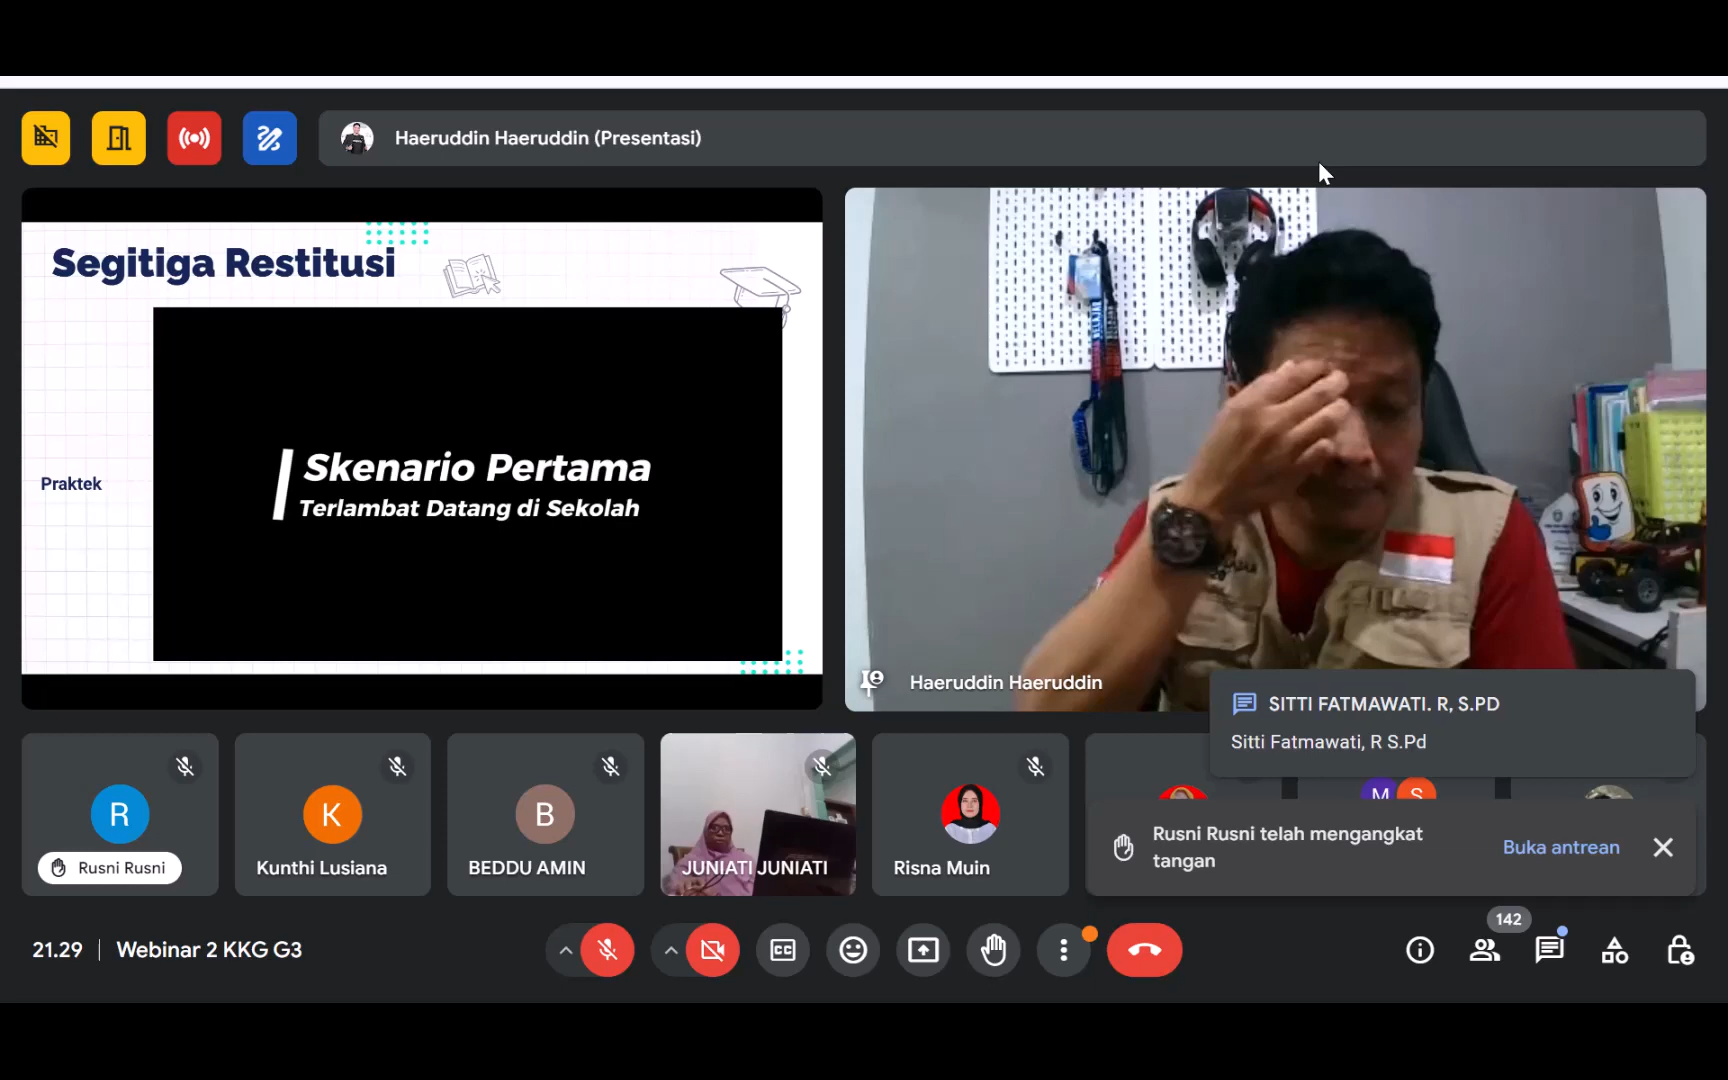 Haeruddin Haeruddin (Presentasi)
Segitiga Restitusi
Praktek
Skenario Pertama
Terlambat Datang di Sekolah
Haeruddin Haeruddin
SITTI FATMAWATI. R, S.PD
Sitti Fatmawati, R S.Pd
R
Rusni Rusni
K
Kunthi Lusiana
B
BEDDU AMIN
JUNIATI JUNIATI
Risna Muin
M
S
Rusni Rusni telah mengangkat
tangan
Buka antrean
21.29
Webinar 2 KKG G3
CC
142